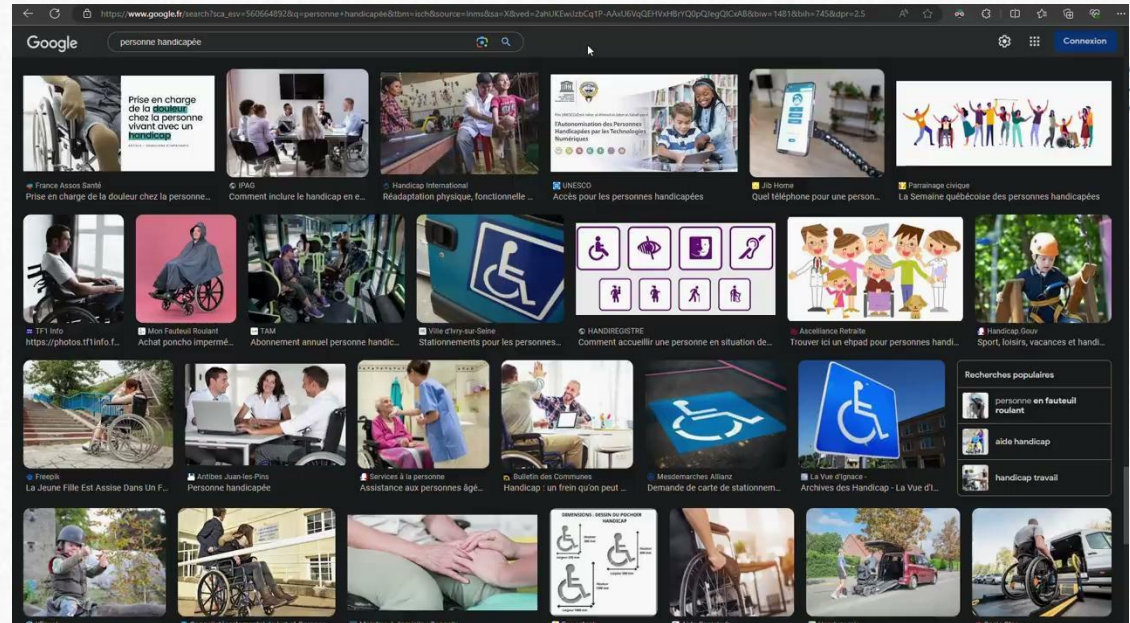 https://www.google.fr/search?sca_esv=560664892&q=personne+handicapée&tbm=isch&source=lnms&sa=X&ved=2ahUKEwJzbCq1P-AAxU6VqQEHVxHBrYQ0pQJegQICxAB&biw=1481&bih=745&dpr=2.5
Google
personne handicapée
Connexion
Prise en charge
de la douleur
chez la personne
vivant avec un
handicap
l'Autonomisation des Personnes
Handicapées par les Technologies
Numériques
France Assos Santé
Prise en charge de la douleur chez la personne...
IPAG
Comment inclure le handicap en e...
Handicap International
Réadaptation physique, fonctionnelle ...
UNESCO
Accès pour les personnes handicapées
Jib Home
Quel téléphone pour une person...
Parrainage civique
La Semaine québécoise des personnes handicapées
TF1 Info
https://photos.tf1info.f...
Mon Fauteuil Roulant
Achat poncho impermé...
TAM
Abonnement annuel personne handic...
Ville d'Ivry-sur-Seine
Stationnements pour les personnes...
HANDIREGISTRE
Comment accueillir une personne en situation de...
Ascelliance Retraite
Trouver ici un ehpad pour personnes handi...
Handicap.Gouv
Sport, loisirs, vacances et handi...
Recherches populaires
personne en fauteuil
roulant
aide handicap
handicap travail
Freepik
La Jeune Fille Est Assise Dans Un F...
Antibes Juan-les-Pins
Personne handicapée
Services à la personne
Assistance aux personnes âgé...
Bulletin des Communes
Handicap : un frein qu'on peut ...
Mesdemarches Allianz
Demande de carte de stationnem...
La Vue d'Ignace -
Archives des Handicap - La Vue d'I...
DIMENSIONS . DESSIN DU POCHOIR
HANDICAP